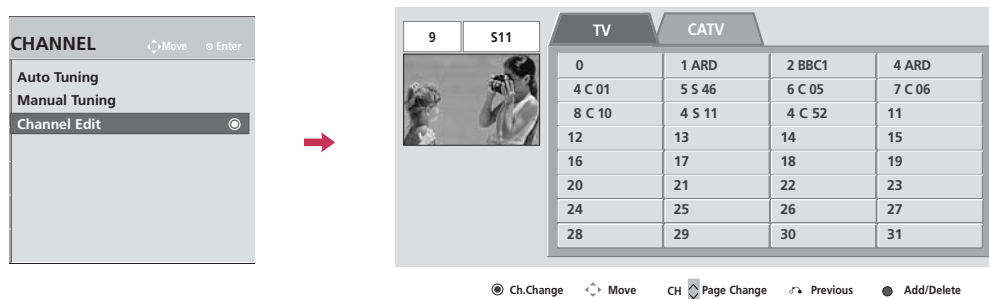 CHANNEL Move Enter
Auto Tuning
Manual Tuning
Channel Edit
9 S11
TV CATV
0 1 ARD 2 BBC1 4 ARD
4 C 01 5 S 46 6 C 05 7 C 06
8 C 10 4 S 11 4 C 52 11
12 13 14 15
16 17 18 19
20 21 22 23
24 25 26 27
28 29 30 31
Ch.Change Move CH Page Change Previous Add/Delete